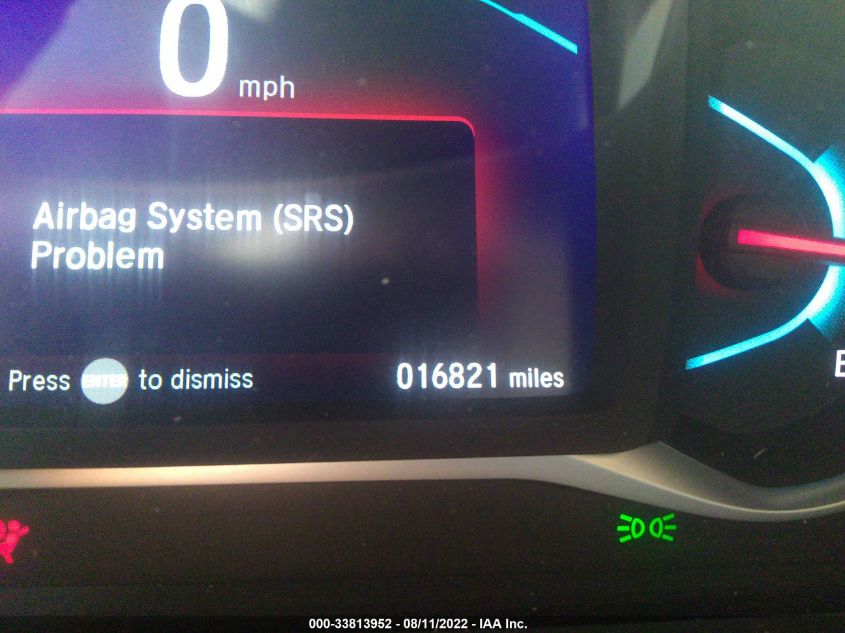 0 mph
Airbag System (SRS)
Problem
Press ENTER to dismiss
016821 miles
E
000-33813952 - 08/11/2022 - IAA Inc.